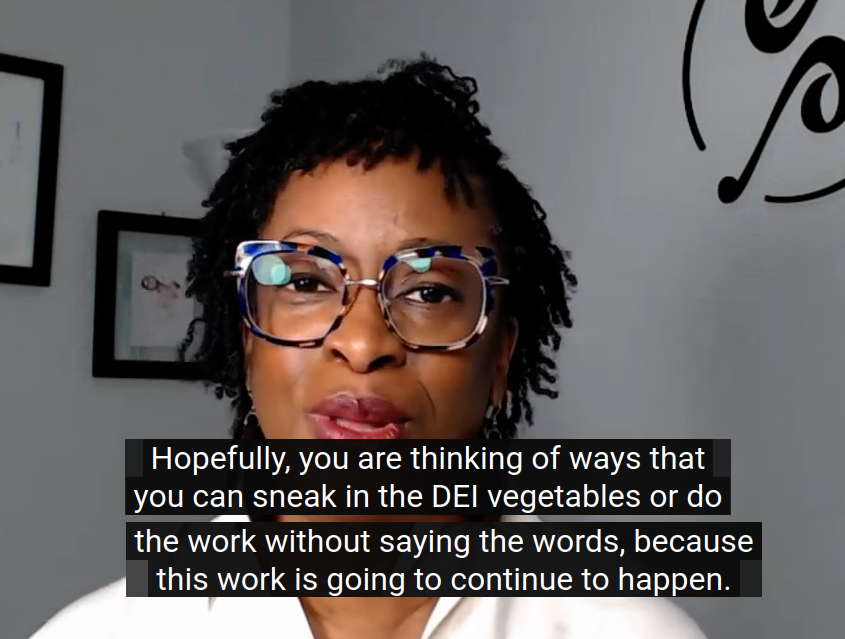 Hopefully, you are thinking of ways that
you can sneak in the DEI vegetables or do
the work without saying the words, because
this work is going to continue to happen.